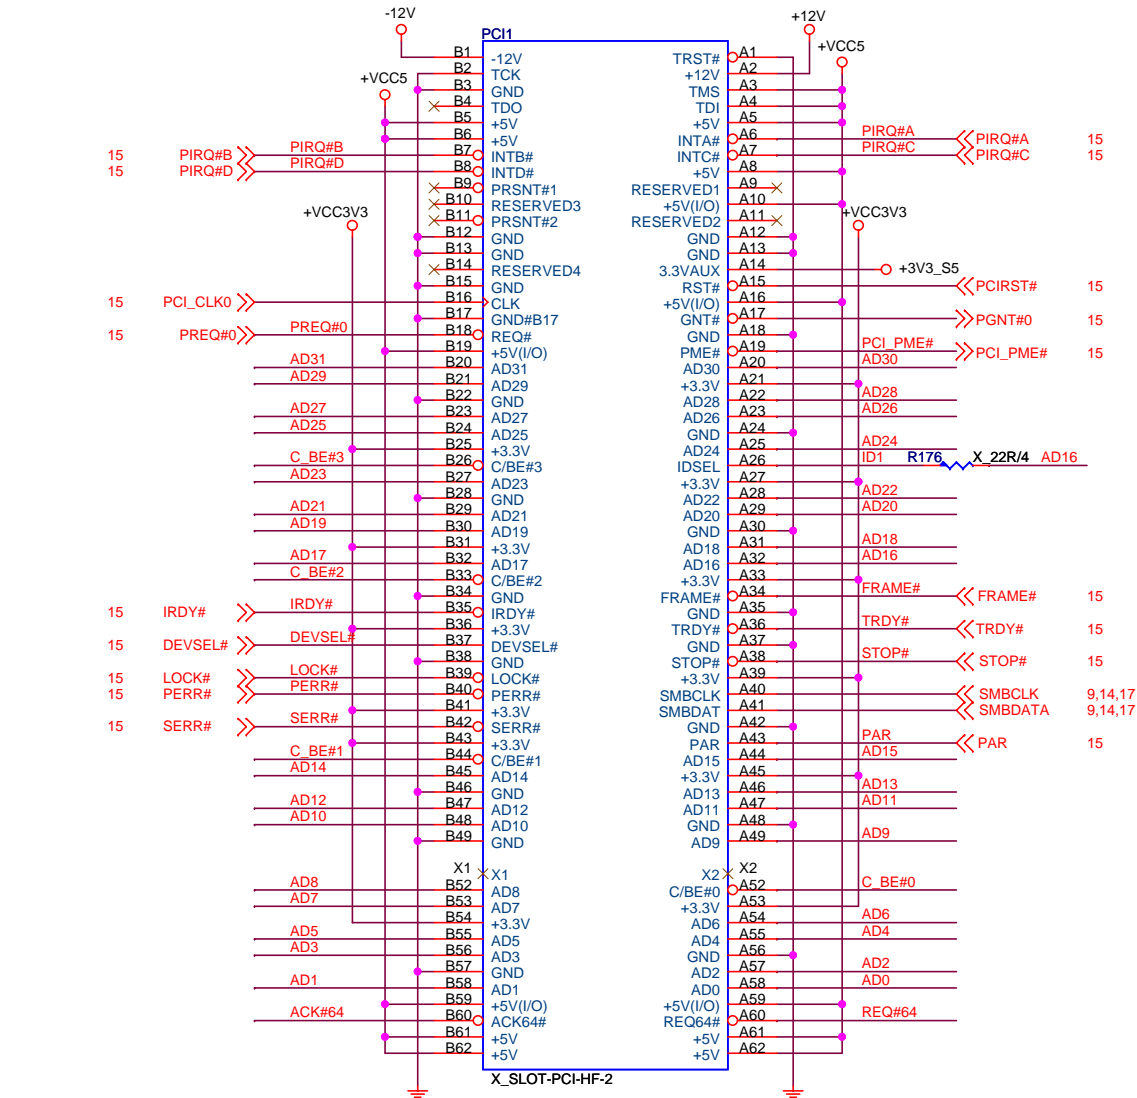 -12V +12V
PCI1 +VCC5
+VCC5
B1 -12V TRST# A1
B2 TCK +12V A2
B3 GND TMS A3
B4 TDO TDI A4
B5 +5V +5V A5
B6 +5V INTA# A6 PIRQ#A PIRQ#A 15
15 PIRQ#B PIRQ#B B7 INTB# INTC# A7 PIRQ#C PIRQ#C 15
15 PIRQ#D PIRQ#D B8 INTD# +5V A8
B9 PRSNT#1 RESERVED1 A9
B10 RESERVED3 +5V(I/O) A10
+VCC3V3 B11 PRSNT#2 RESERVED2 A11 +VCC3V3
B12 GND GND A12
B13 GND GND A13
B14 RESERVED4 3.3VAUX A14 +3V3_S5
B15 GND RST# A15 PCIRST# 15
15 PCI_CLK0 B16 CLK +5V(I/O) A16
B17 GND#B17 GNT# A17 PGNT#0 15
15 PREQ#0 PREQ#0 B18 REQ# GND A18
B19 +5V(I/O) PME# A19 PCI_PME# PCI_PME# 15
AD31 B20 AD31 AD30 A20 AD30
AD29 B21 AD29 +3.3V A21
B22 GND AD28 A22 AD28
AD27 B23 AD27 AD26 A23 AD26
AD25 B24 AD25 GND A24
B25 +3.3V AD24 A25 AD24
C_BE#3 B26 C/BE#3 IDSEL A26 ID1 R176 X_22R/4 AD16
AD23 B27 AD23 +3.3V A27
B28 GND AD22 A28 AD22
AD21 B29 AD21 AD20 A29 AD20
AD19 B30 AD19 GND A30
B31 +3.3V AD18 A31 AD18
AD17 B32 AD17 AD16 A32 AD16
C_BE#2 B33 C/BE#2 +3.3V A33
B34 GND FRAME# A34 FRAME# FRAME# 15
15 IRDY# IRDY# B35 IRDY# GND A35
B36 +3.3V TRDY# A36 TRDY# TRDY# 15
15 DEVSEL# DEVSEL# B37 DEVSEL# GND A37
B38 GND STOP# A38 STOP# STOP# 15
15 LOCK# LOCK# B39 LOCK# +3.3V A39
15 PERR# PERR# B40 PERR# SMBCLK A40 SMBCLK 9,14,17
B41 +3.3V SMBDAT A41 SMBDATA 9,14,17
15 SERR# SERR# B42 SERR# GND A42
B43 +3.3V PAR A43 PAR PAR 15
C_BE#1 B44 C/BE#1 AD15 A44 AD15
AD14 B45 AD14 +3.3V A45
B46 GND AD13 A46 AD13
AD12 B47 AD12 AD11 A47 AD11
AD10 B48 AD10 GND A48
B49 GND AD9 A49 AD9
X1 X1 X2 X2
AD8 B52 AD8 C/BE#0 A52 C_BE#0
AD7 B53 AD7 +3.3V A53
B54 +3.3V AD6 A54 AD6
AD5 B55 AD5 AD4 A55 AD4
AD3 B56 AD3 GND A56
B57 GND AD2 A57 AD2
AD1 B58 AD1 AD0 A58 AD0
B59 +5V(I/O) +5V(I/O) A59
ACK#64 B60 ACK64# REQ64# A60 REQ#64
B61 +5V +5V A61
B62 +5V +5V A62
X_SLOT-PCI-HF-2